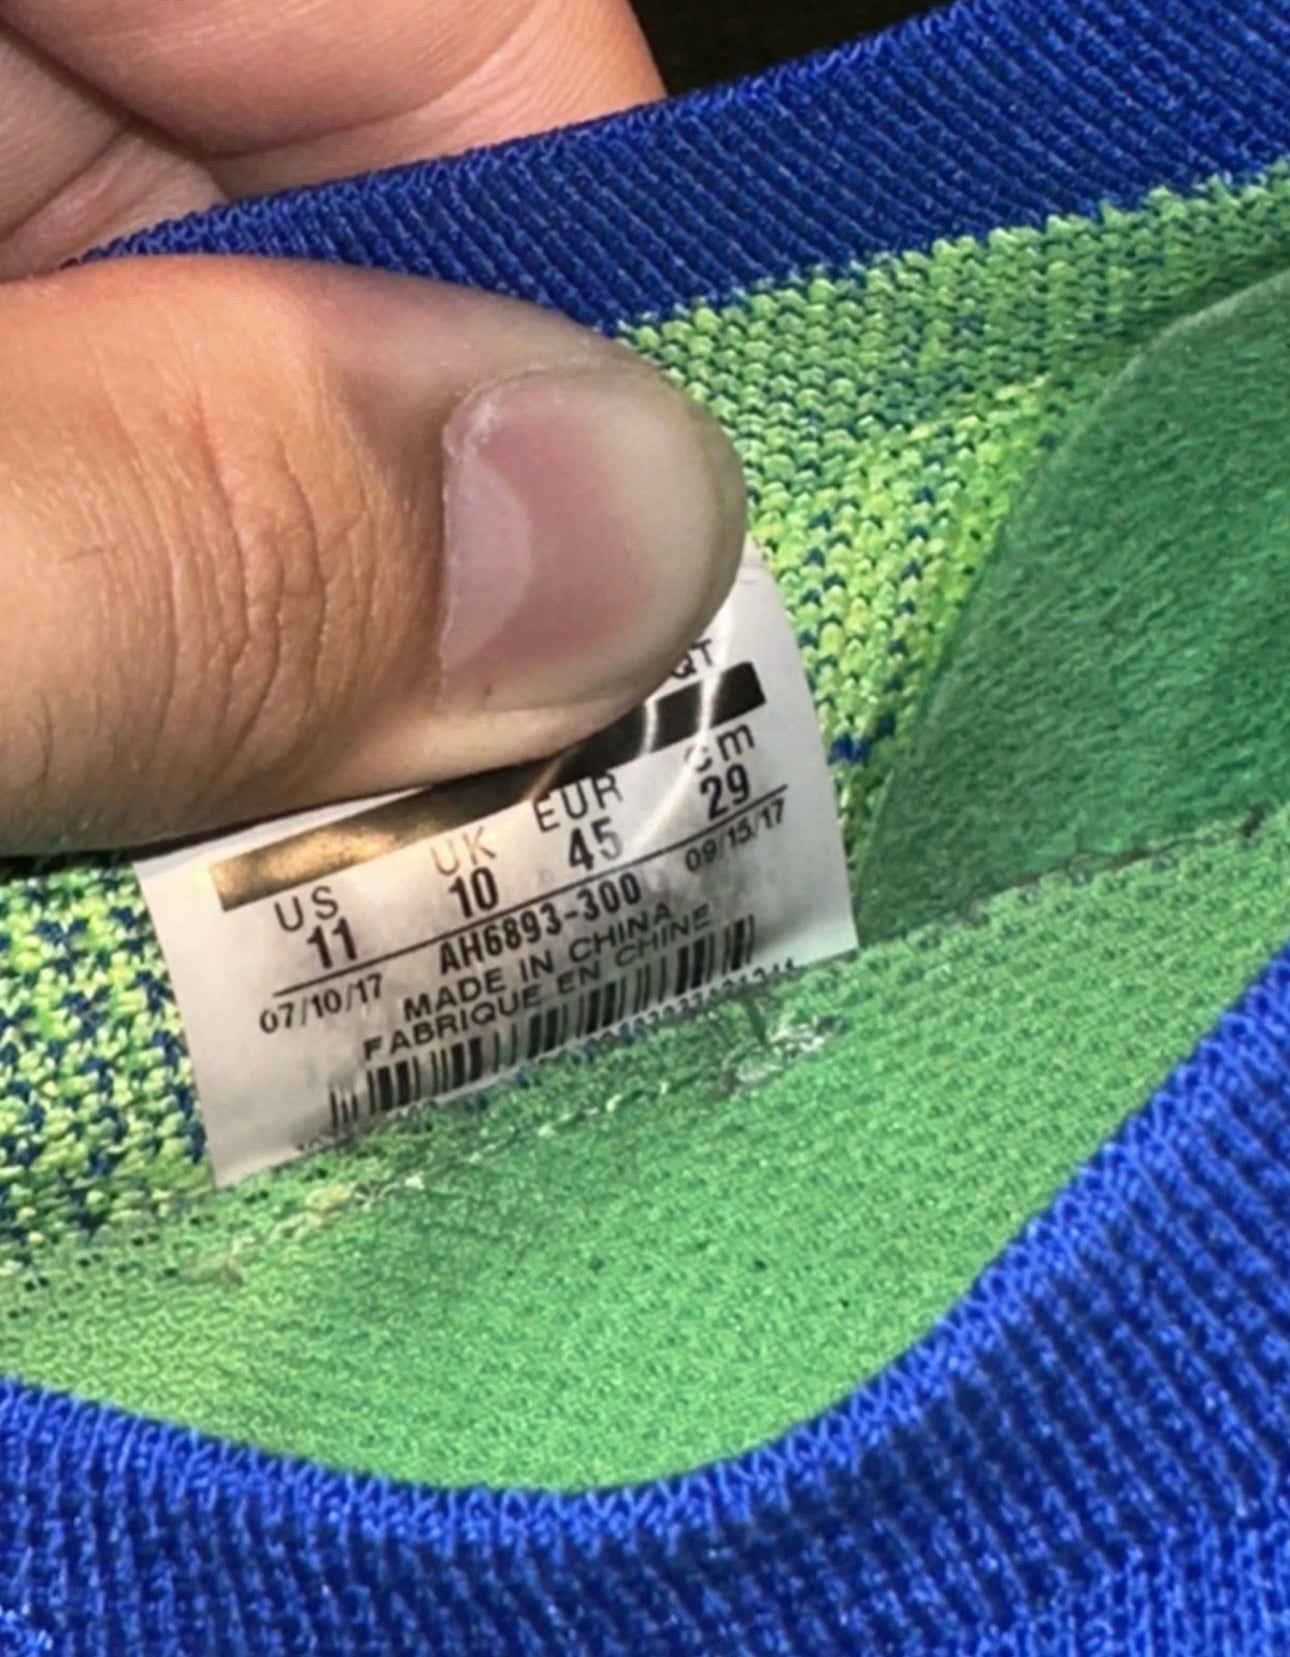 QT
US UK EUR cm
11 10 45 29
07/10/17 AH6893-300 09/15/17
MADE IN CHINA
FABRIQUE EN CHINE